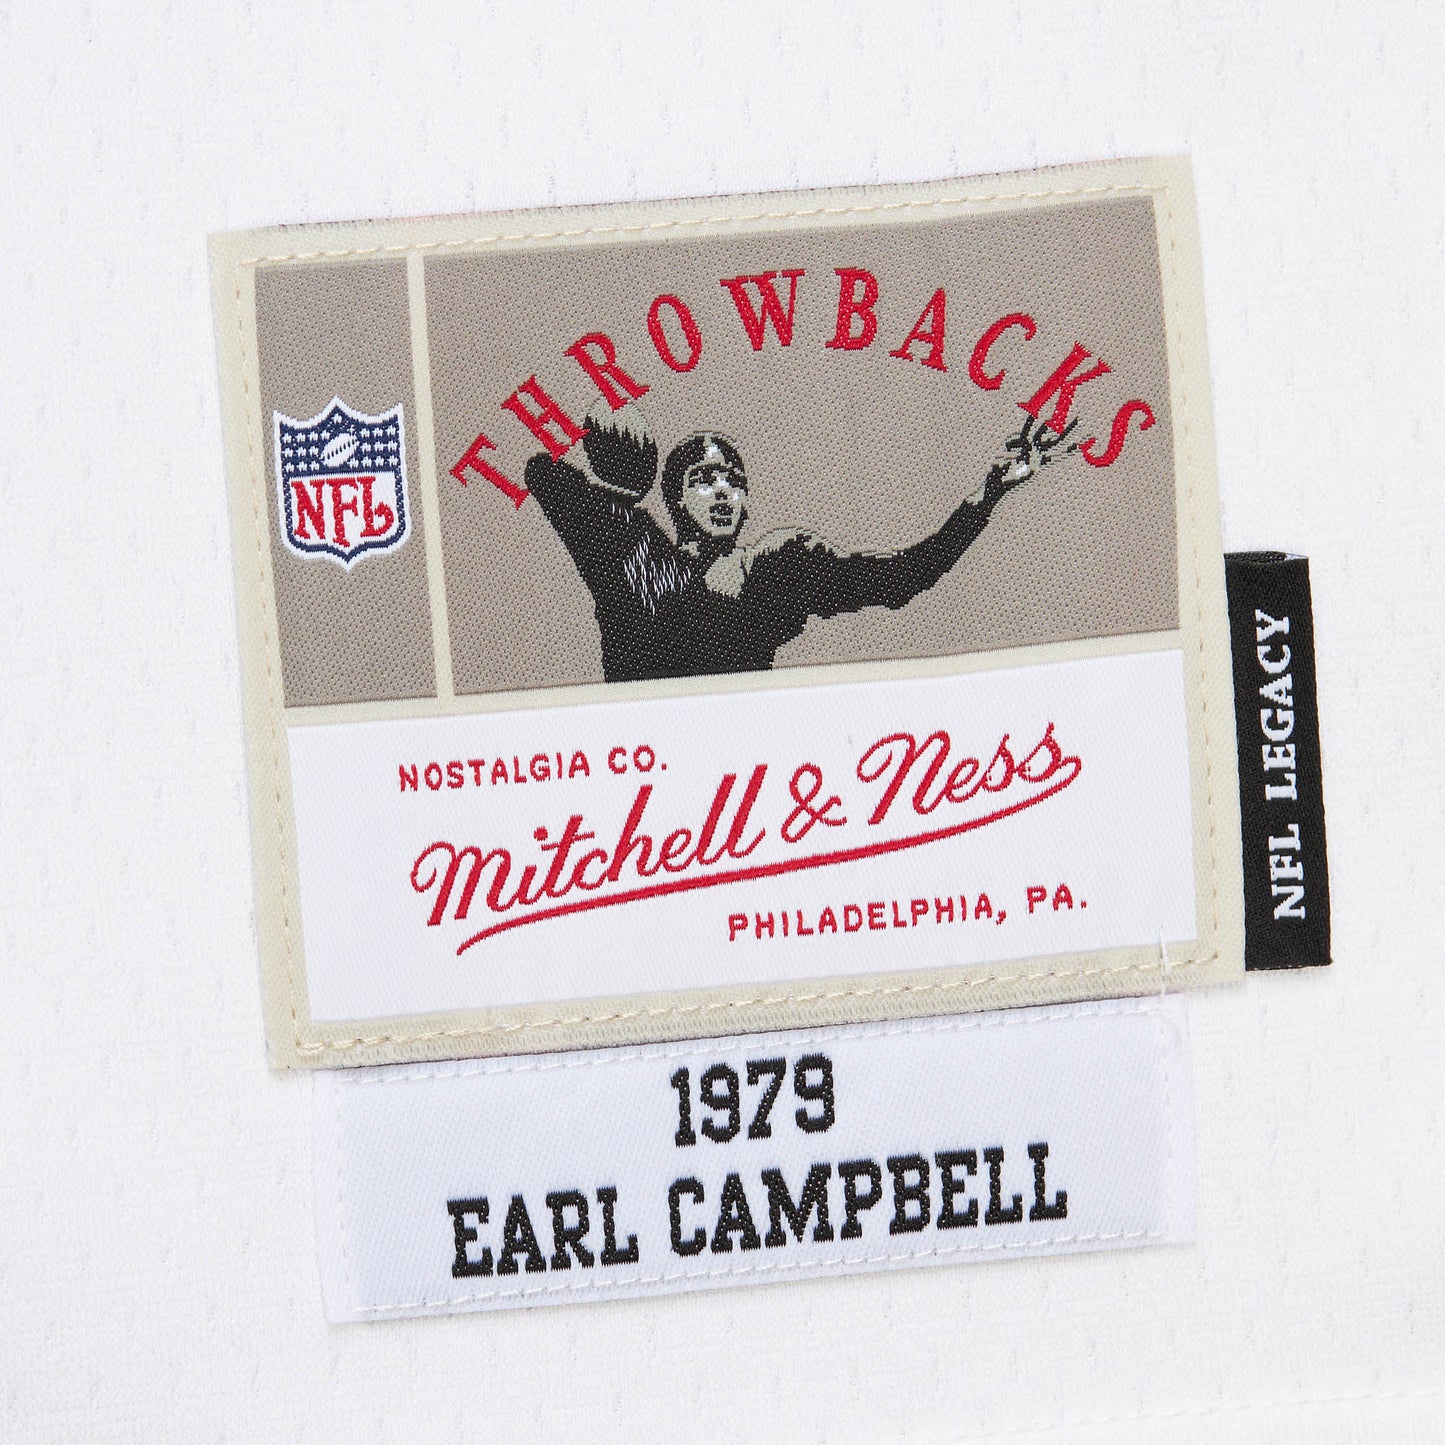 THROWBACKS
NFL
NOSTALGIA CO.
Mitchell & Ness
PHILADELPHIA, PA.
NFL LEGACY
1979
EARL CAMPBELL